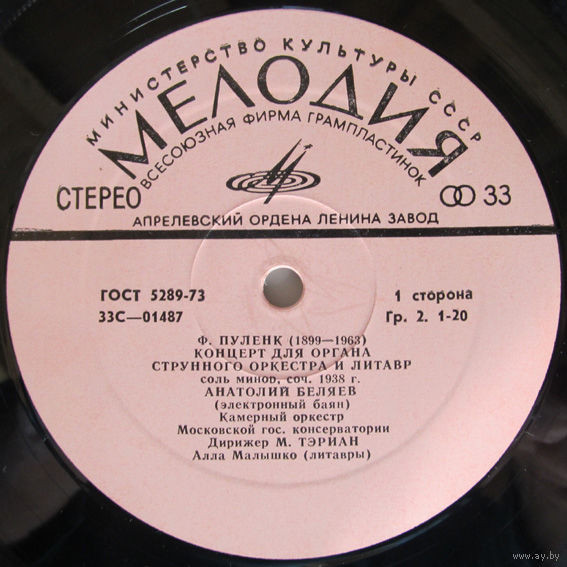 МИНИСТЕРСТВО КУЛЬТУРЫ СССР
МЕЛОДИЯ
ВСЕСОЮЗНАЯ ФИРМА ГРАМПЛАСТИНОК
СТЕРЕО
33
АПРЕЛЕВСКИЙ ОРДЕНА ЛЕНИНА ЗАВОД
ГОСТ 5289-73
1 сторона
33С—01487
Гр. 2. 1-20
Ф. ПУЛЕНК (1899—1963)
КОНЦЕРТ ДЛЯ ОРГАНА
СТРУННОГО ОРКЕСТРА И ЛИТАВР
соль минор, соч. 1938 г.
АНАТОЛИЙ БЕЛЯЕВ
(электронный баян)
Камерный оркестр
Московской гос. консерватории
Дирижер М. ТЭРИАН
Алла Малышко (литавры)
www.ay.by